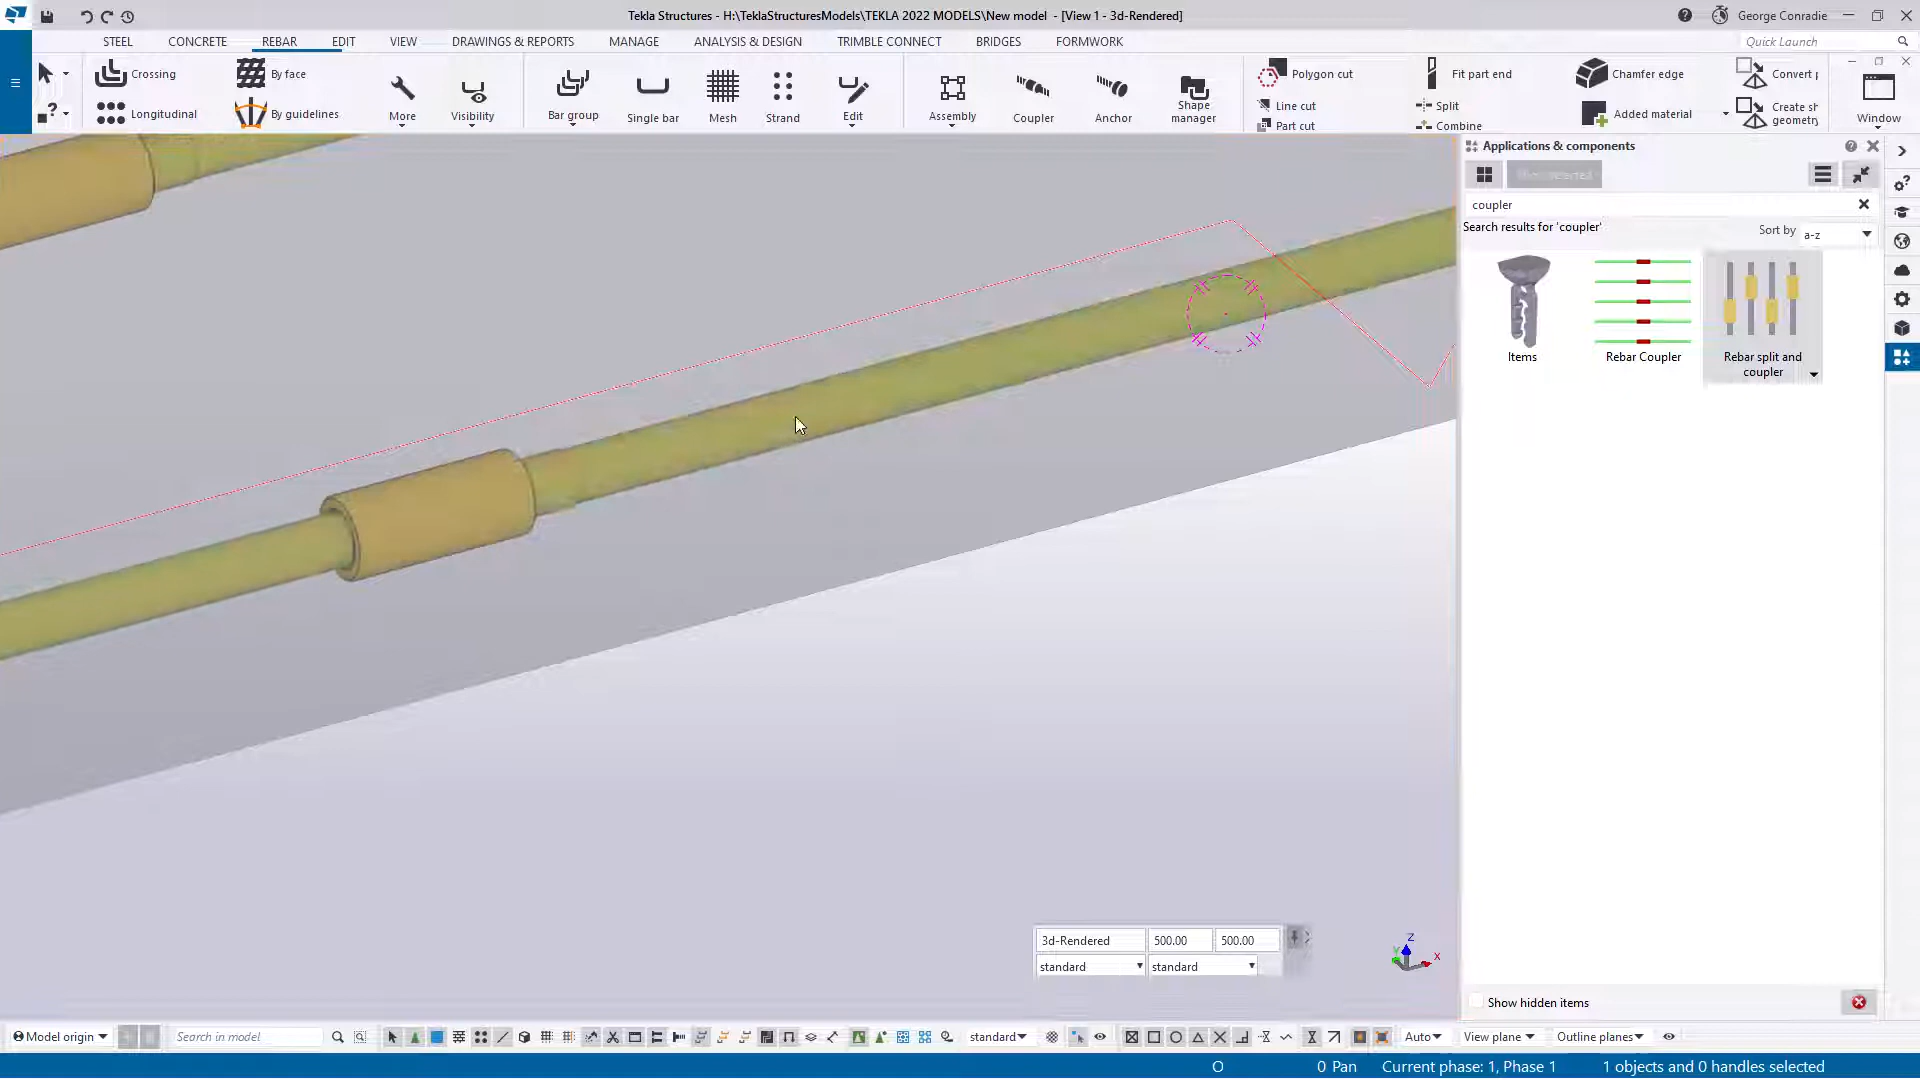 Tekla Structures - H:\TeklaStructuresModels\TEKLA 2022 MODELS\New model - [View 1 - 3d-Rendered]
George Conradie
STEEL CONCRETE REBAR EDIT VIEW DRAWINGS & REPORTS MANAGE ANALYSIS & DESIGN TRIMBLE CONNECT BRIDGES FORMWORK
Quick Launch
Crossing
Longitudinal
By face
By guidelines
More
Visibility
Bar group
Single bar
Mesh
Strand
Edit
Assembly
Coupler
Anchor
Shape manager
Polygon cut
Line cut
Part cut
Fit part end
Split
Combine
Chamfer edge
Added material
Convert
Create sh
geometry
Window
Applications & components
coupler
Search results for 'coupler'
Sort by
a-z
Items
Rebar Coupler
Rebar split and
coupler
3d-Rendered 500.00 500.00
standard standard
Z
X
Show hidden items
Model origin
Search in model
standard
Auto
View plane
Outline planes
O 0 Pan Current phase: 1, Phase 1 1 objects and 0 handles selected